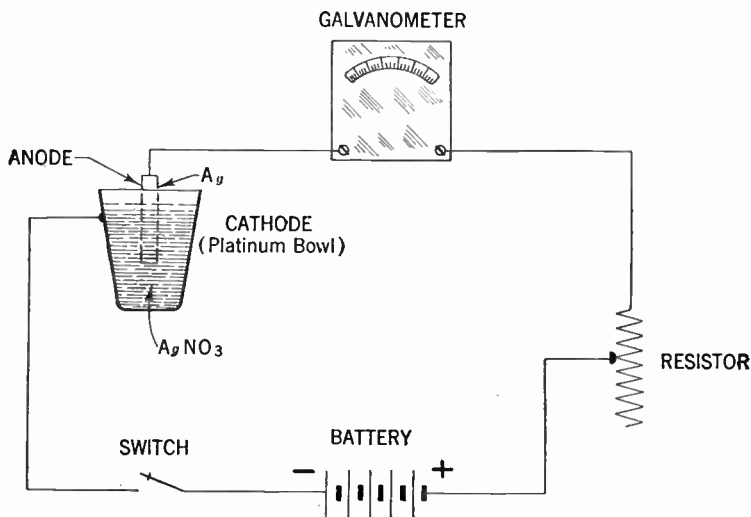 GALVANOMETER
ANODE
Ag
CATHODE
(Platinum Bowl)
AgNO3
RESISTOR
SWITCH
BATTERY
− +